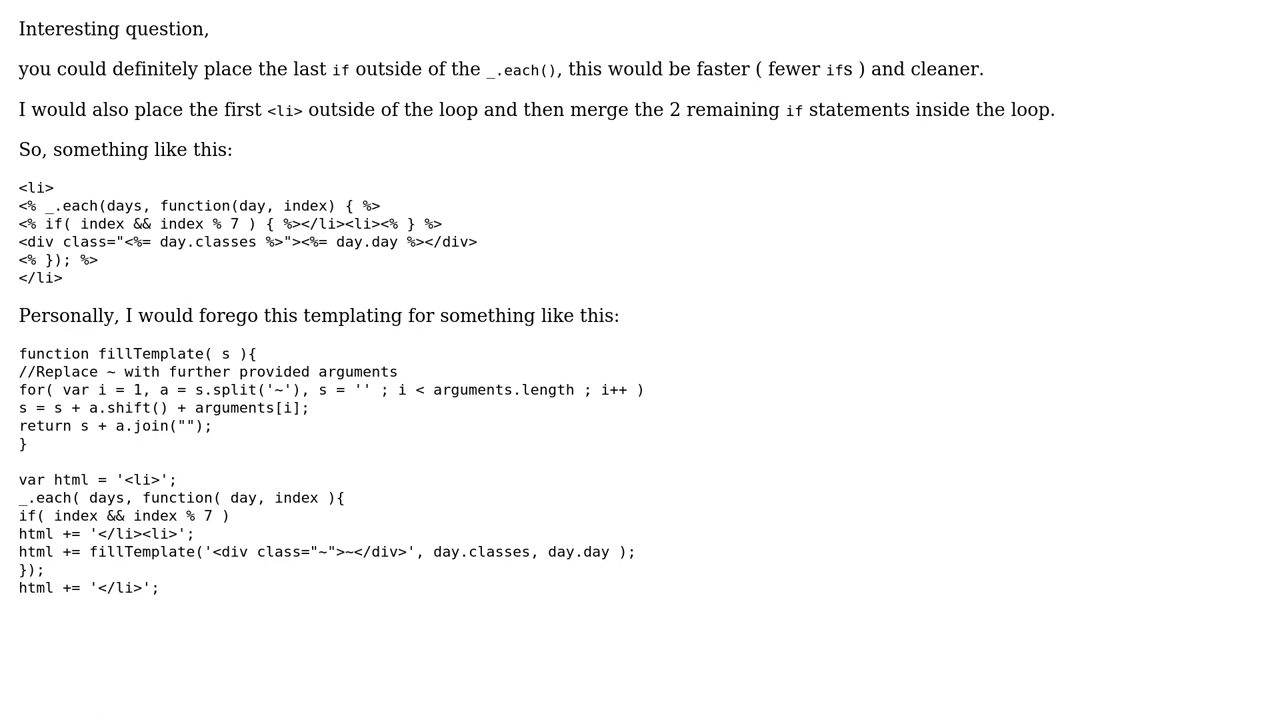 Interesting question,
you could definitely place the last if outside of the _.each(), this would be faster ( fewer ifs ) and cleaner.
I would also place the first <li> outside of the loop and then merge the 2 remaining if statements inside the loop.
So, something like this:
<li>
<% _.each(days, function(day, index) { %>
<% if( index && index % 7 ) { %></li><li><% } %>
<div class="<%= day.classes %>"><%= day.day %></div>
<% }); %>
</li>
Personally, I would forego this templating for something like this:
function fillTemplate( s ){
//Replace ~ with further provided arguments
for( var i = 1, a = s.split('~'), s = '' ; i < arguments.length ; i++ )
s = s + a.shift() + arguments[i];
return s + a.join("");
}
var html = '<li>';
_.each( days, function( day, index ){
if( index && index % 7 )
html += '</li><li>';
html += fillTemplate('<div class="~">~</div>', day.classes, day.day );
});
html += '</li>';